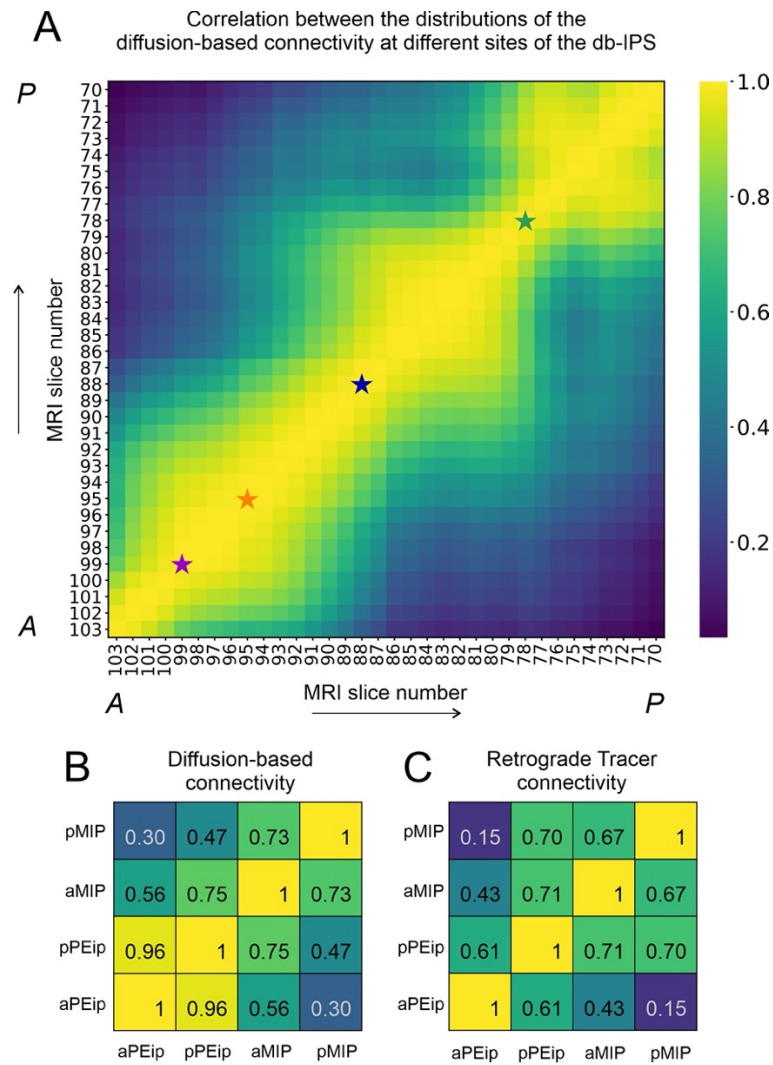 A
Correlation between the distributions of the
diffusion-based connectivity at different sites of the db-IPS
P
70
71
72
73
74
75
76
77
78
79
80
81
82
83
84
85
86
87
88
89
90
91
92
93
94
95
96
97
98
99
100
101
102
103
A
MRI slice number
1.0
0.8
0.6
0.4
0.2
103 102 101 100 99 98 97 96 95 94 93 92 91 90 89 88 87 86 85 84 83 82 81 80 79 78 77 76 75 74 73 72 71 70
A MRI slice number P
B Diffusion-based
connectivity
pMIP 0.30 0.47 0.73 1
aMIP 0.56 0.75 1 0.73
pPEip 0.96 1 0.75 0.47
aPEip 1 0.96 0.56 0.30
aPEip pPEip aMIP pMIP
C Retrograde Tracer
connectivity
pMIP 0.15 0.70 0.67 1
aMIP 0.43 0.71 1 0.67
pPEip 0.61 1 0.71 0.70
aPEip 1 0.61 0.43 0.15
aPEip pPEip aMIP pMIP